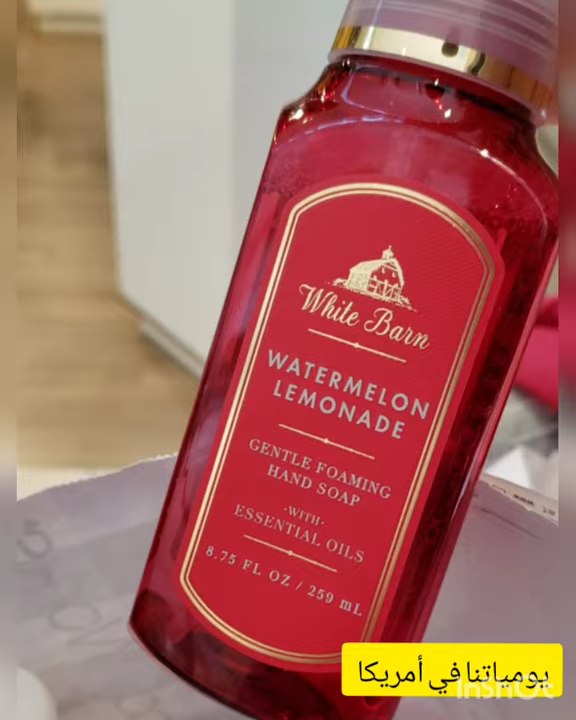 White Barn
WATERMELON
LEMONADE
GENTLE FOAMING
HAND SOAP
·WITH·
ESSENTIAL OILS
8.75 FL OZ / 259 mL
يومياتنا في أمريكا
InShOt